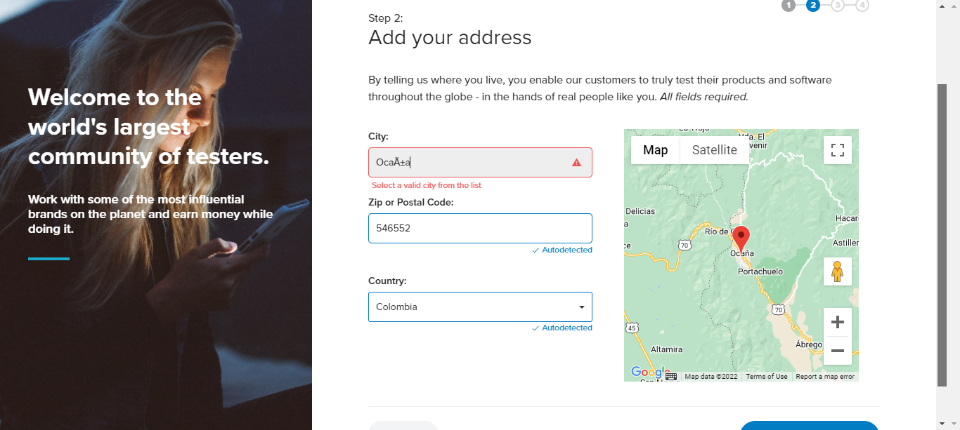 Welcome to the
world's largest
community of testers.
Work with some of the most influential
brands on the planet and earn money while
doing it.
1 2 3 4
Step 2:
Add your address
By telling us where you live, you enable our customers to truly test their products and software
throughout the globe - in the hands of real people like you. All fields required.
City:
OcaÃ±a
Select a valid city from the list
Zip or Postal Code:
546552
Autodetected
Country:
Colombia
Autodetected
Map Satellite
Delicias
Río de
70
Ocaña
Hacar
Astiller
Portachuelo
70
45
Altamira
Ábrego
Google
Map data ©2022 Terms of Use Report a map error